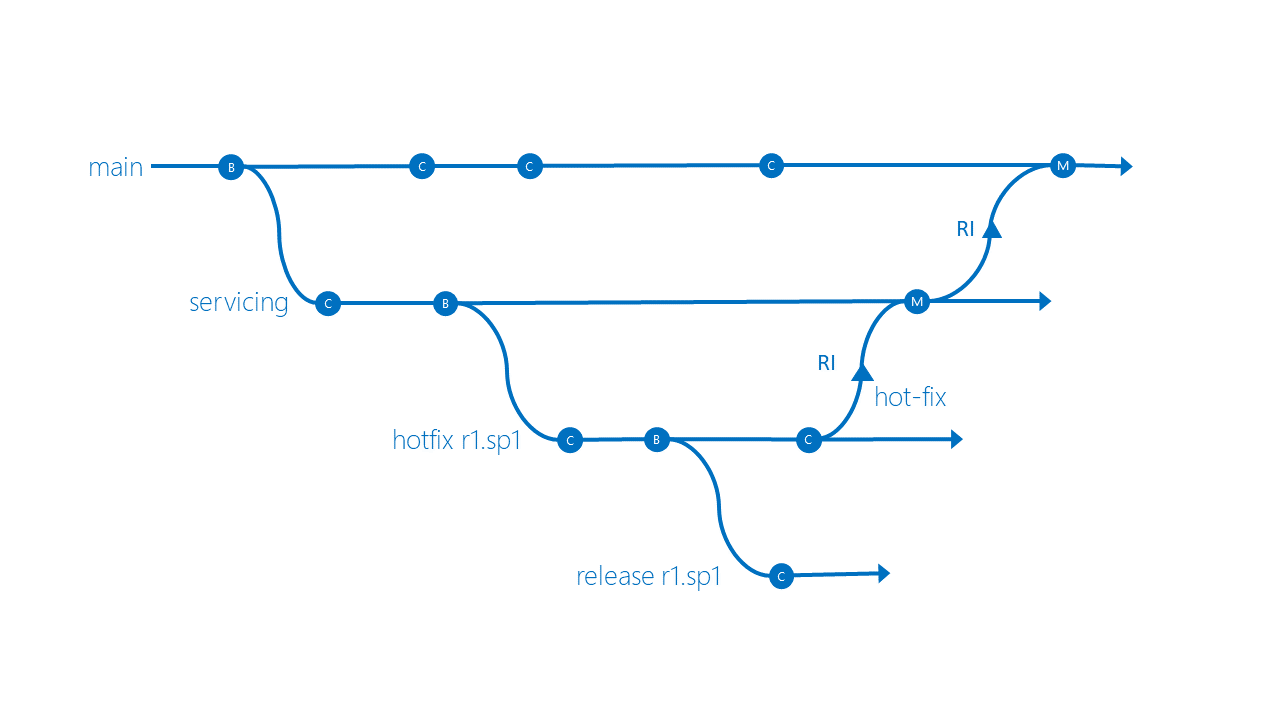 main B C C C M
RI
servicing C B M
RI
hot-fix
hotfix r1.sp1 C B C
release r1.sp1 C